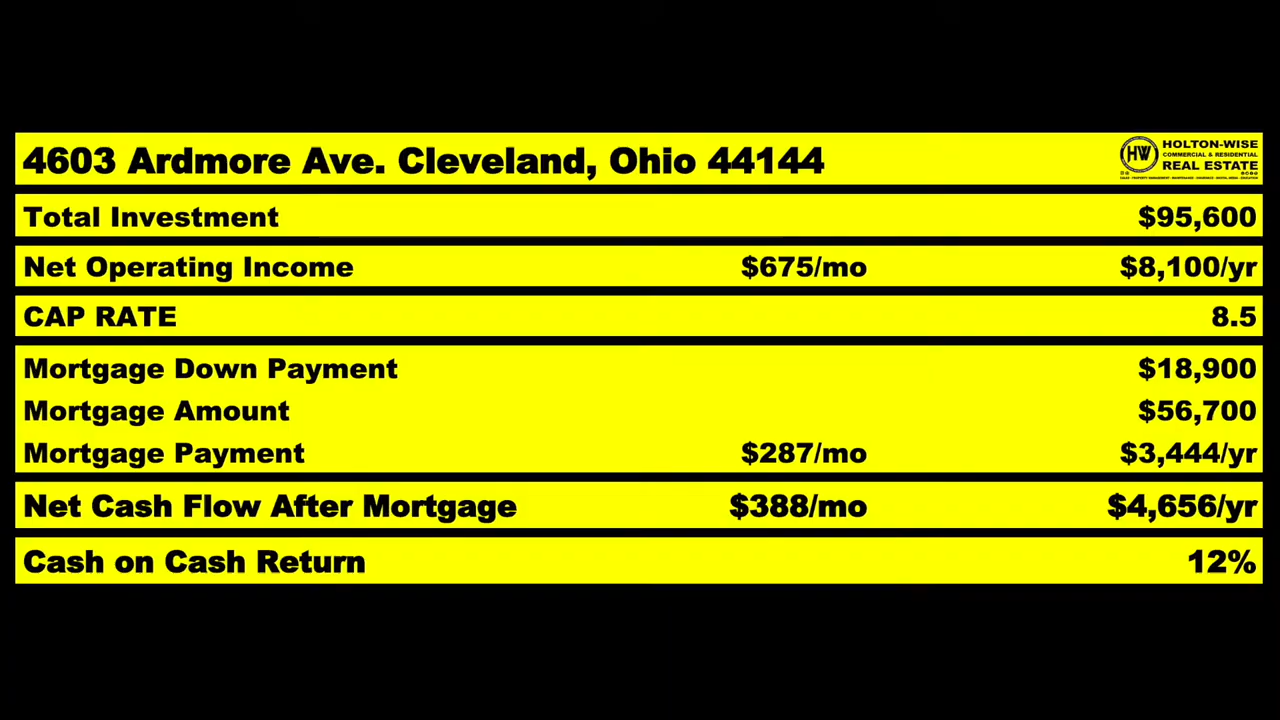 4603 Ardmore Ave. Cleveland, Ohio 44144
HW
HOLTON-WISE
COMMERCIAL & RESIDENTIAL
REAL ESTATE
Total Investment $95,600
Net Operating Income $675/mo $8,100/yr
CAP RATE 8.5
Mortgage Down Payment $18,900
Mortgage Amount $56,700
Mortgage Payment $287/mo $3,444/yr
Net Cash Flow After Mortgage $388/mo $4,656/yr
Cash on Cash Return 12%